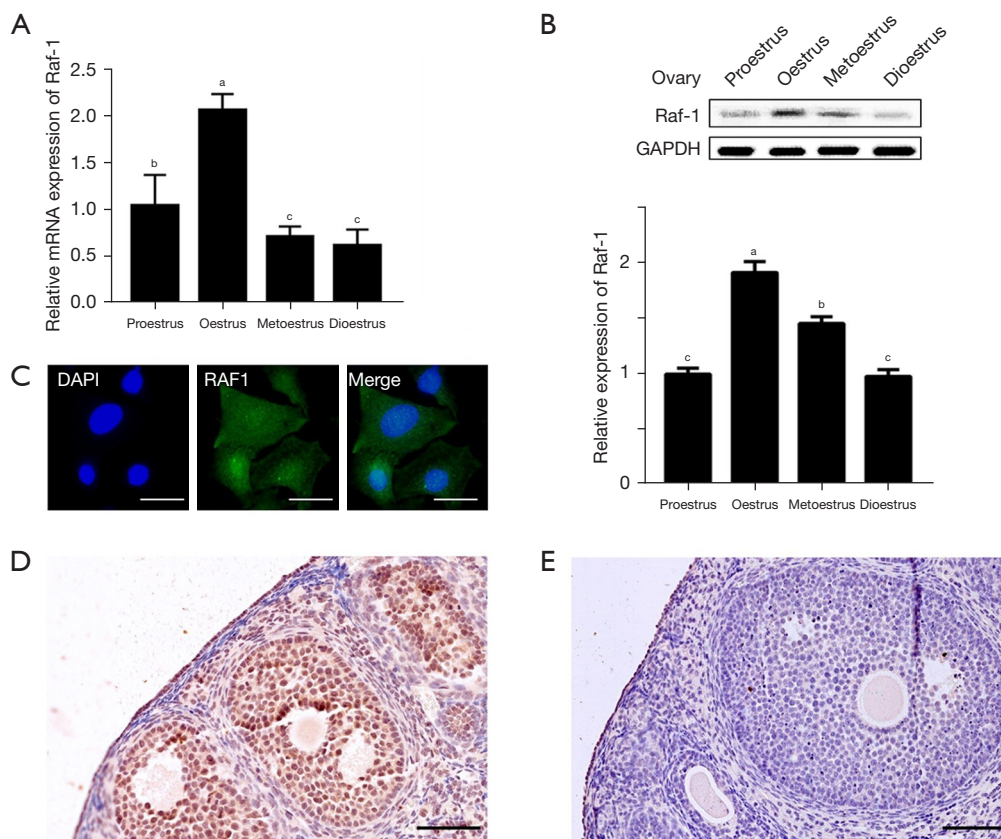 A
Relative mRNA expression of Raf-1
2.5
2.0
1.5
1.0
0.5
0.0
b
a
c
c
Proestrus Oestrus Metoestrus Dioestrus
B
Ovary Proestrus Oestrus Metoestrus Dioestrus
Raf-1
GAPDH
Relative expression of Raf-1
2
1
0
c
a
b
c
Proestrus Oestrus Metoestrus Dioestrus
C
DAPI RAF1 Merge
D
E